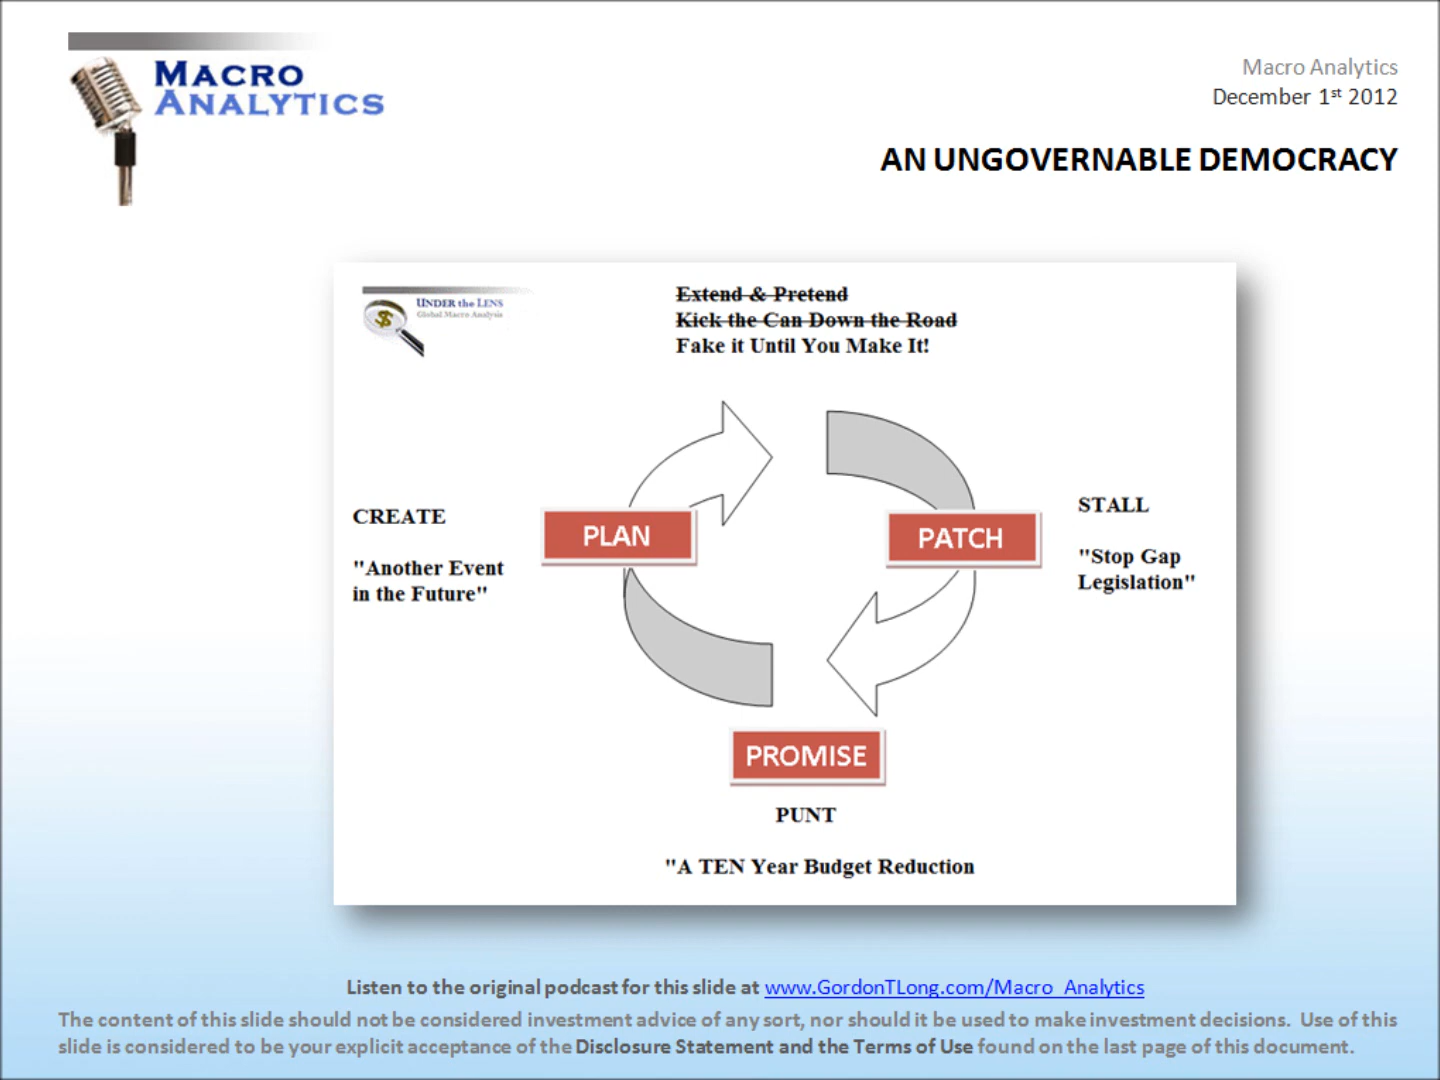 MACRO
ANALYTICS
Macro Analytics
December 1st 2012
AN UNGOVERNABLE DEMOCRACY
UNDER the LENS
Global Macro Analysis
$
Extend & Pretend
Kick the Can Down the Road
Fake it Until You Make It!
CREATE
"Another Event
in the Future"
PLAN
PATCH
STALL
"Stop Gap
Legislation"
PROMISE
PUNT
"A TEN Year Budget Reduction
Listen to the original podcast for this slide at www.GordonTLong.com/Macro_Analytics
The content of this slide should not be considered investment advice of any sort, nor should it be used to make investment decisions. Use of this
slide is considered to be your explicit acceptance of the Disclosure Statement and the Terms of Use found on the last page of this document.